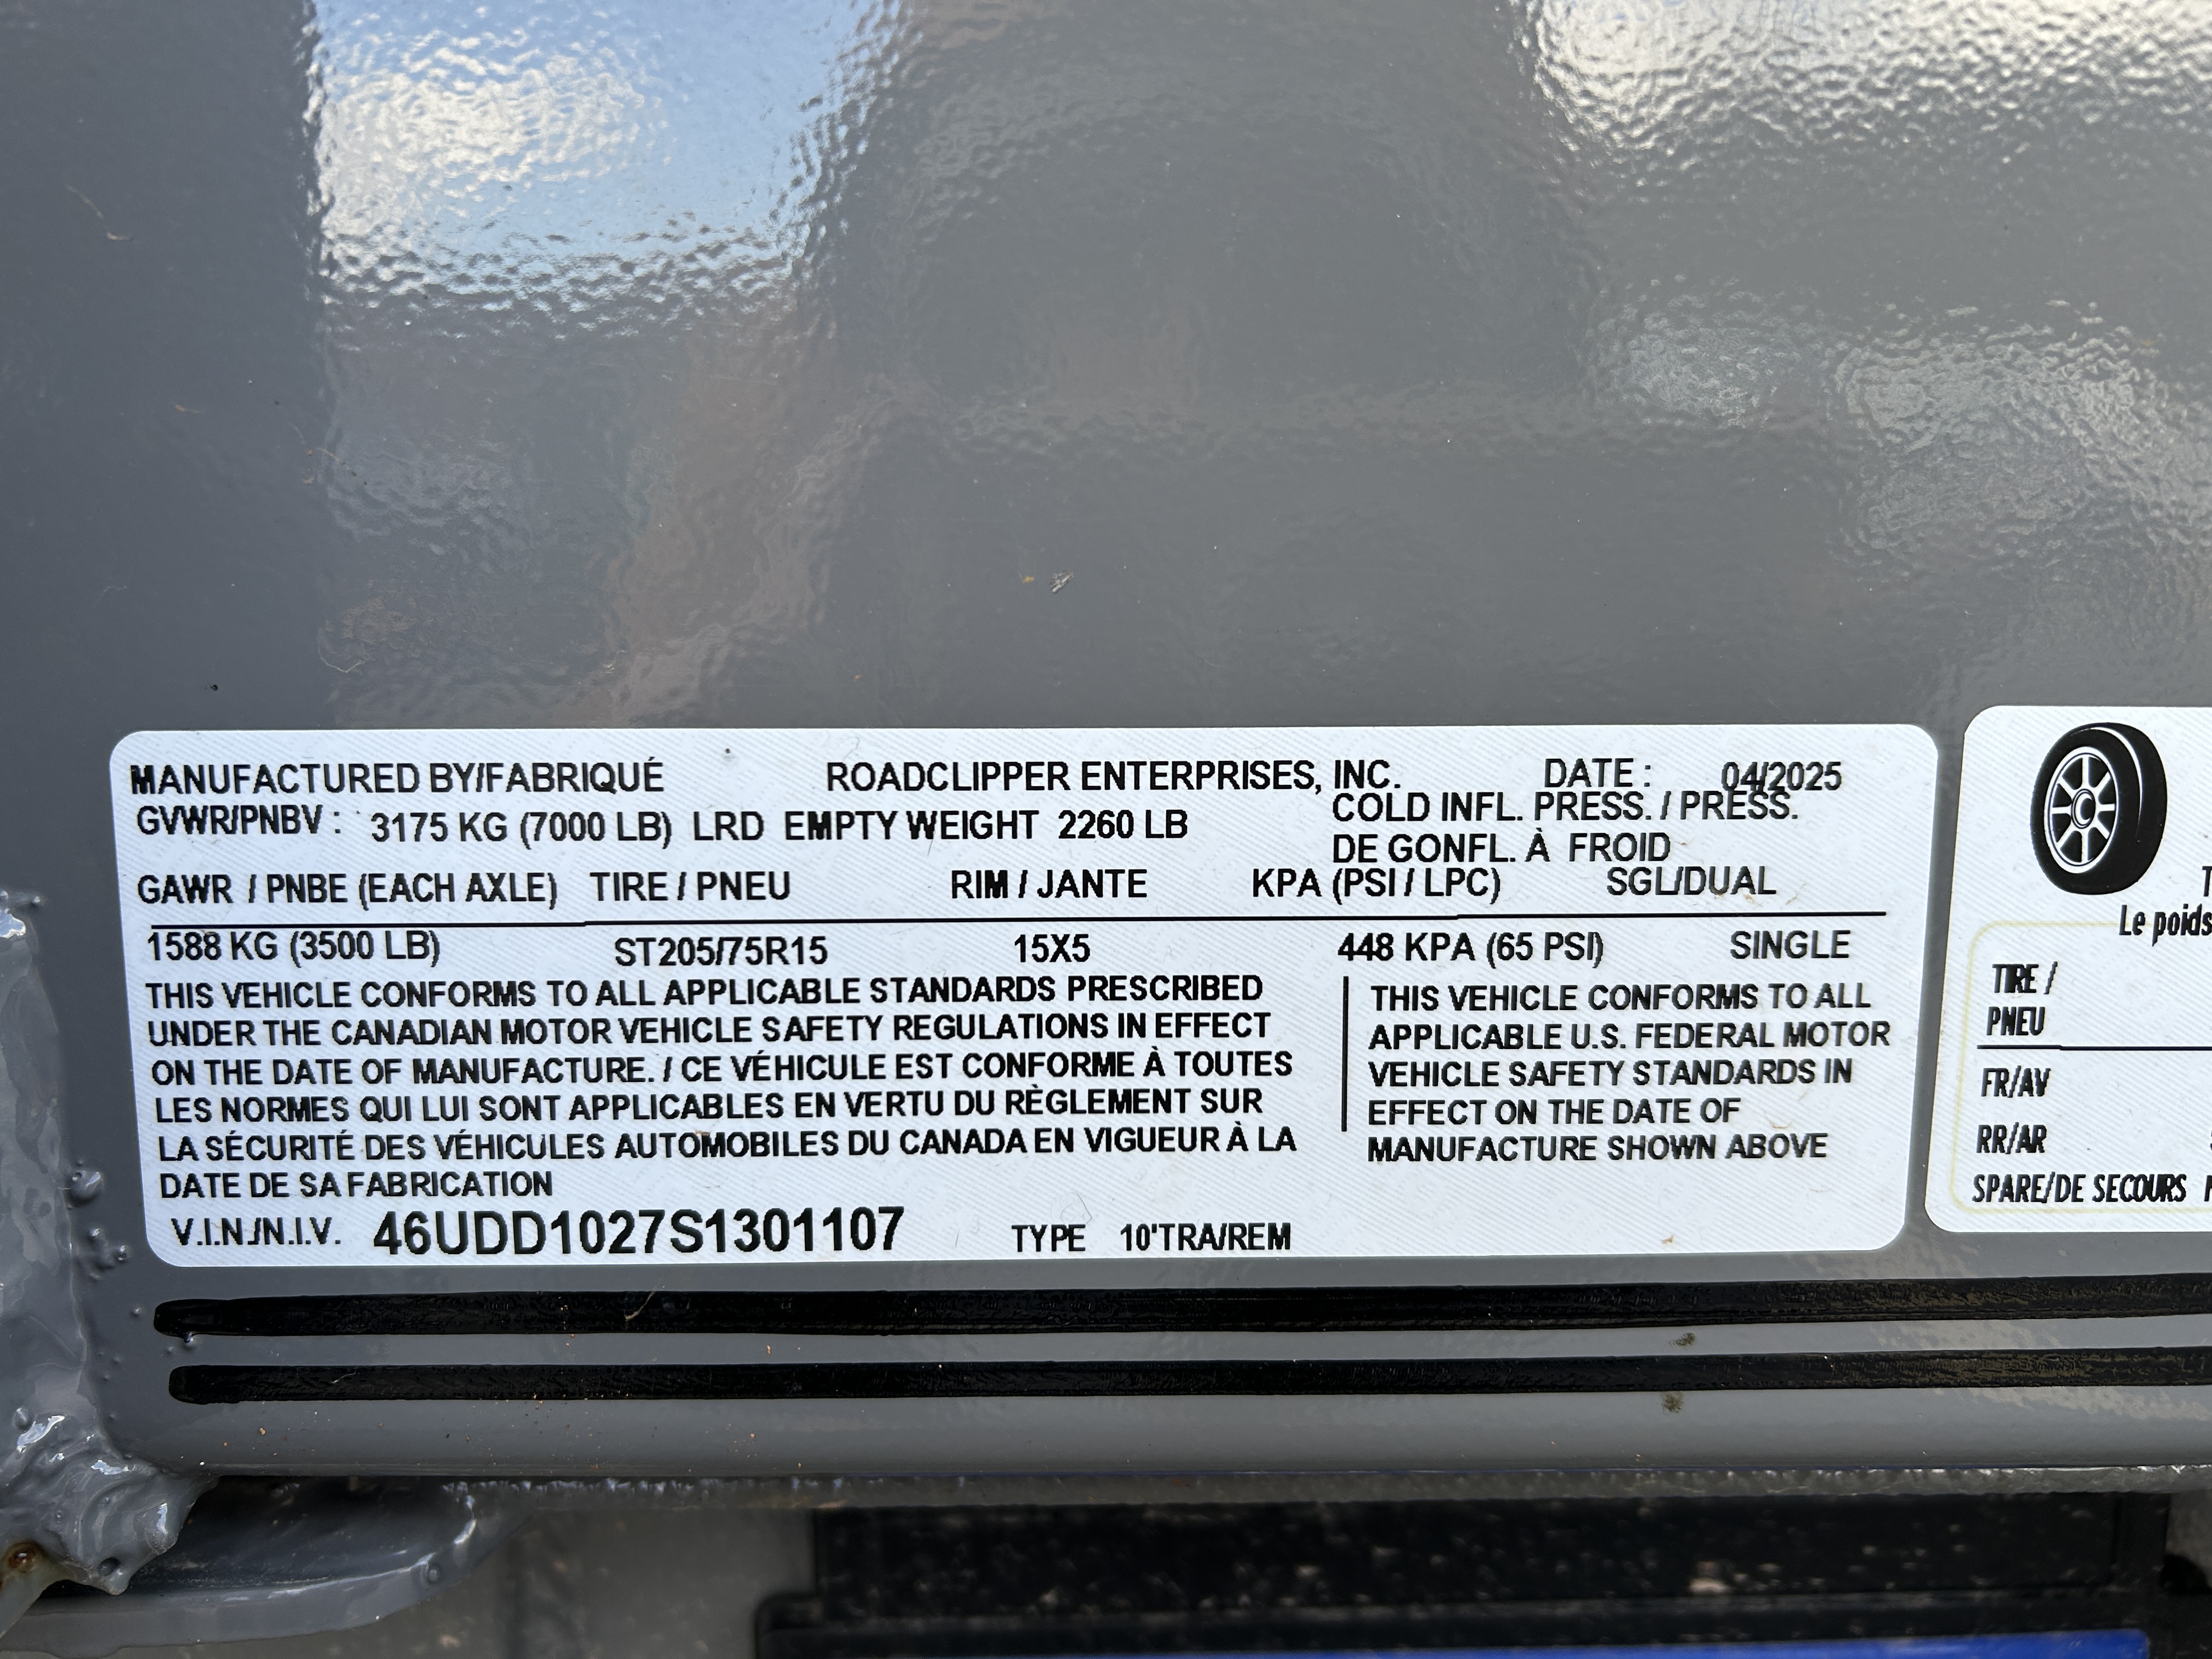 MANUFACTURED BY/FABRIQUÉ ROADCLIPPER ENTERPRISES, INC. DATE : 04/2025
GVWR/PNBV : 3175 KG (7000 LB) LRD EMPTY WEIGHT 2260 LB
COLD INFL. PRESS. / PRESS.
DE GONFL. À FROID
GAWR / PNBE (EACH AXLE) TIRE / PNEU RIM / JANTE KPA (PSI / LPC) SGL/DUAL
1588 KG (3500 LB) ST205/75R15 15X5 448 KPA (65 PSI) SINGLE
THIS VEHICLE CONFORMS TO ALL APPLICABLE STANDARDS PRESCRIBED
UNDER THE CANADIAN MOTOR VEHICLE SAFETY REGULATIONS IN EFFECT
ON THE DATE OF MANUFACTURE. / CE VÉHICULE EST CONFORME À TOUTES
LES NORMES QUI LUI SONT APPLICABLES EN VERTU DU RÈGLEMENT SUR
LA SÉCURITÉ DES VÉHICULES AUTOMOBILES DU CANADA EN VIGUEUR À LA
DATE DE SA FABRICATION
THIS VEHICLE CONFORMS TO ALL
APPLICABLE U.S. FEDERAL MOTOR
VEHICLE SAFETY STANDARDS IN
EFFECT ON THE DATE OF
MANUFACTURE SHOWN ABOVE
V.I.N./N.I.V. 46UDD1027S1301107 TYPE 10'TRA/REM
Le poids
TIRE /
PNEU
FR/AV
RR/AR
SPARE/DE SECOURS